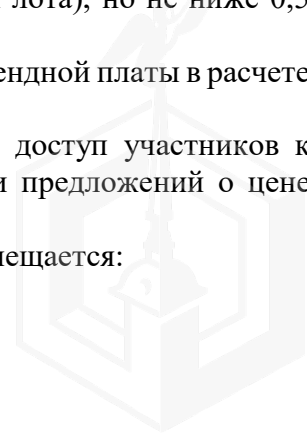 лота), но не ниже 0,5
ендной платы в расчете
доступ участников к
и предложений о цене
мещается: